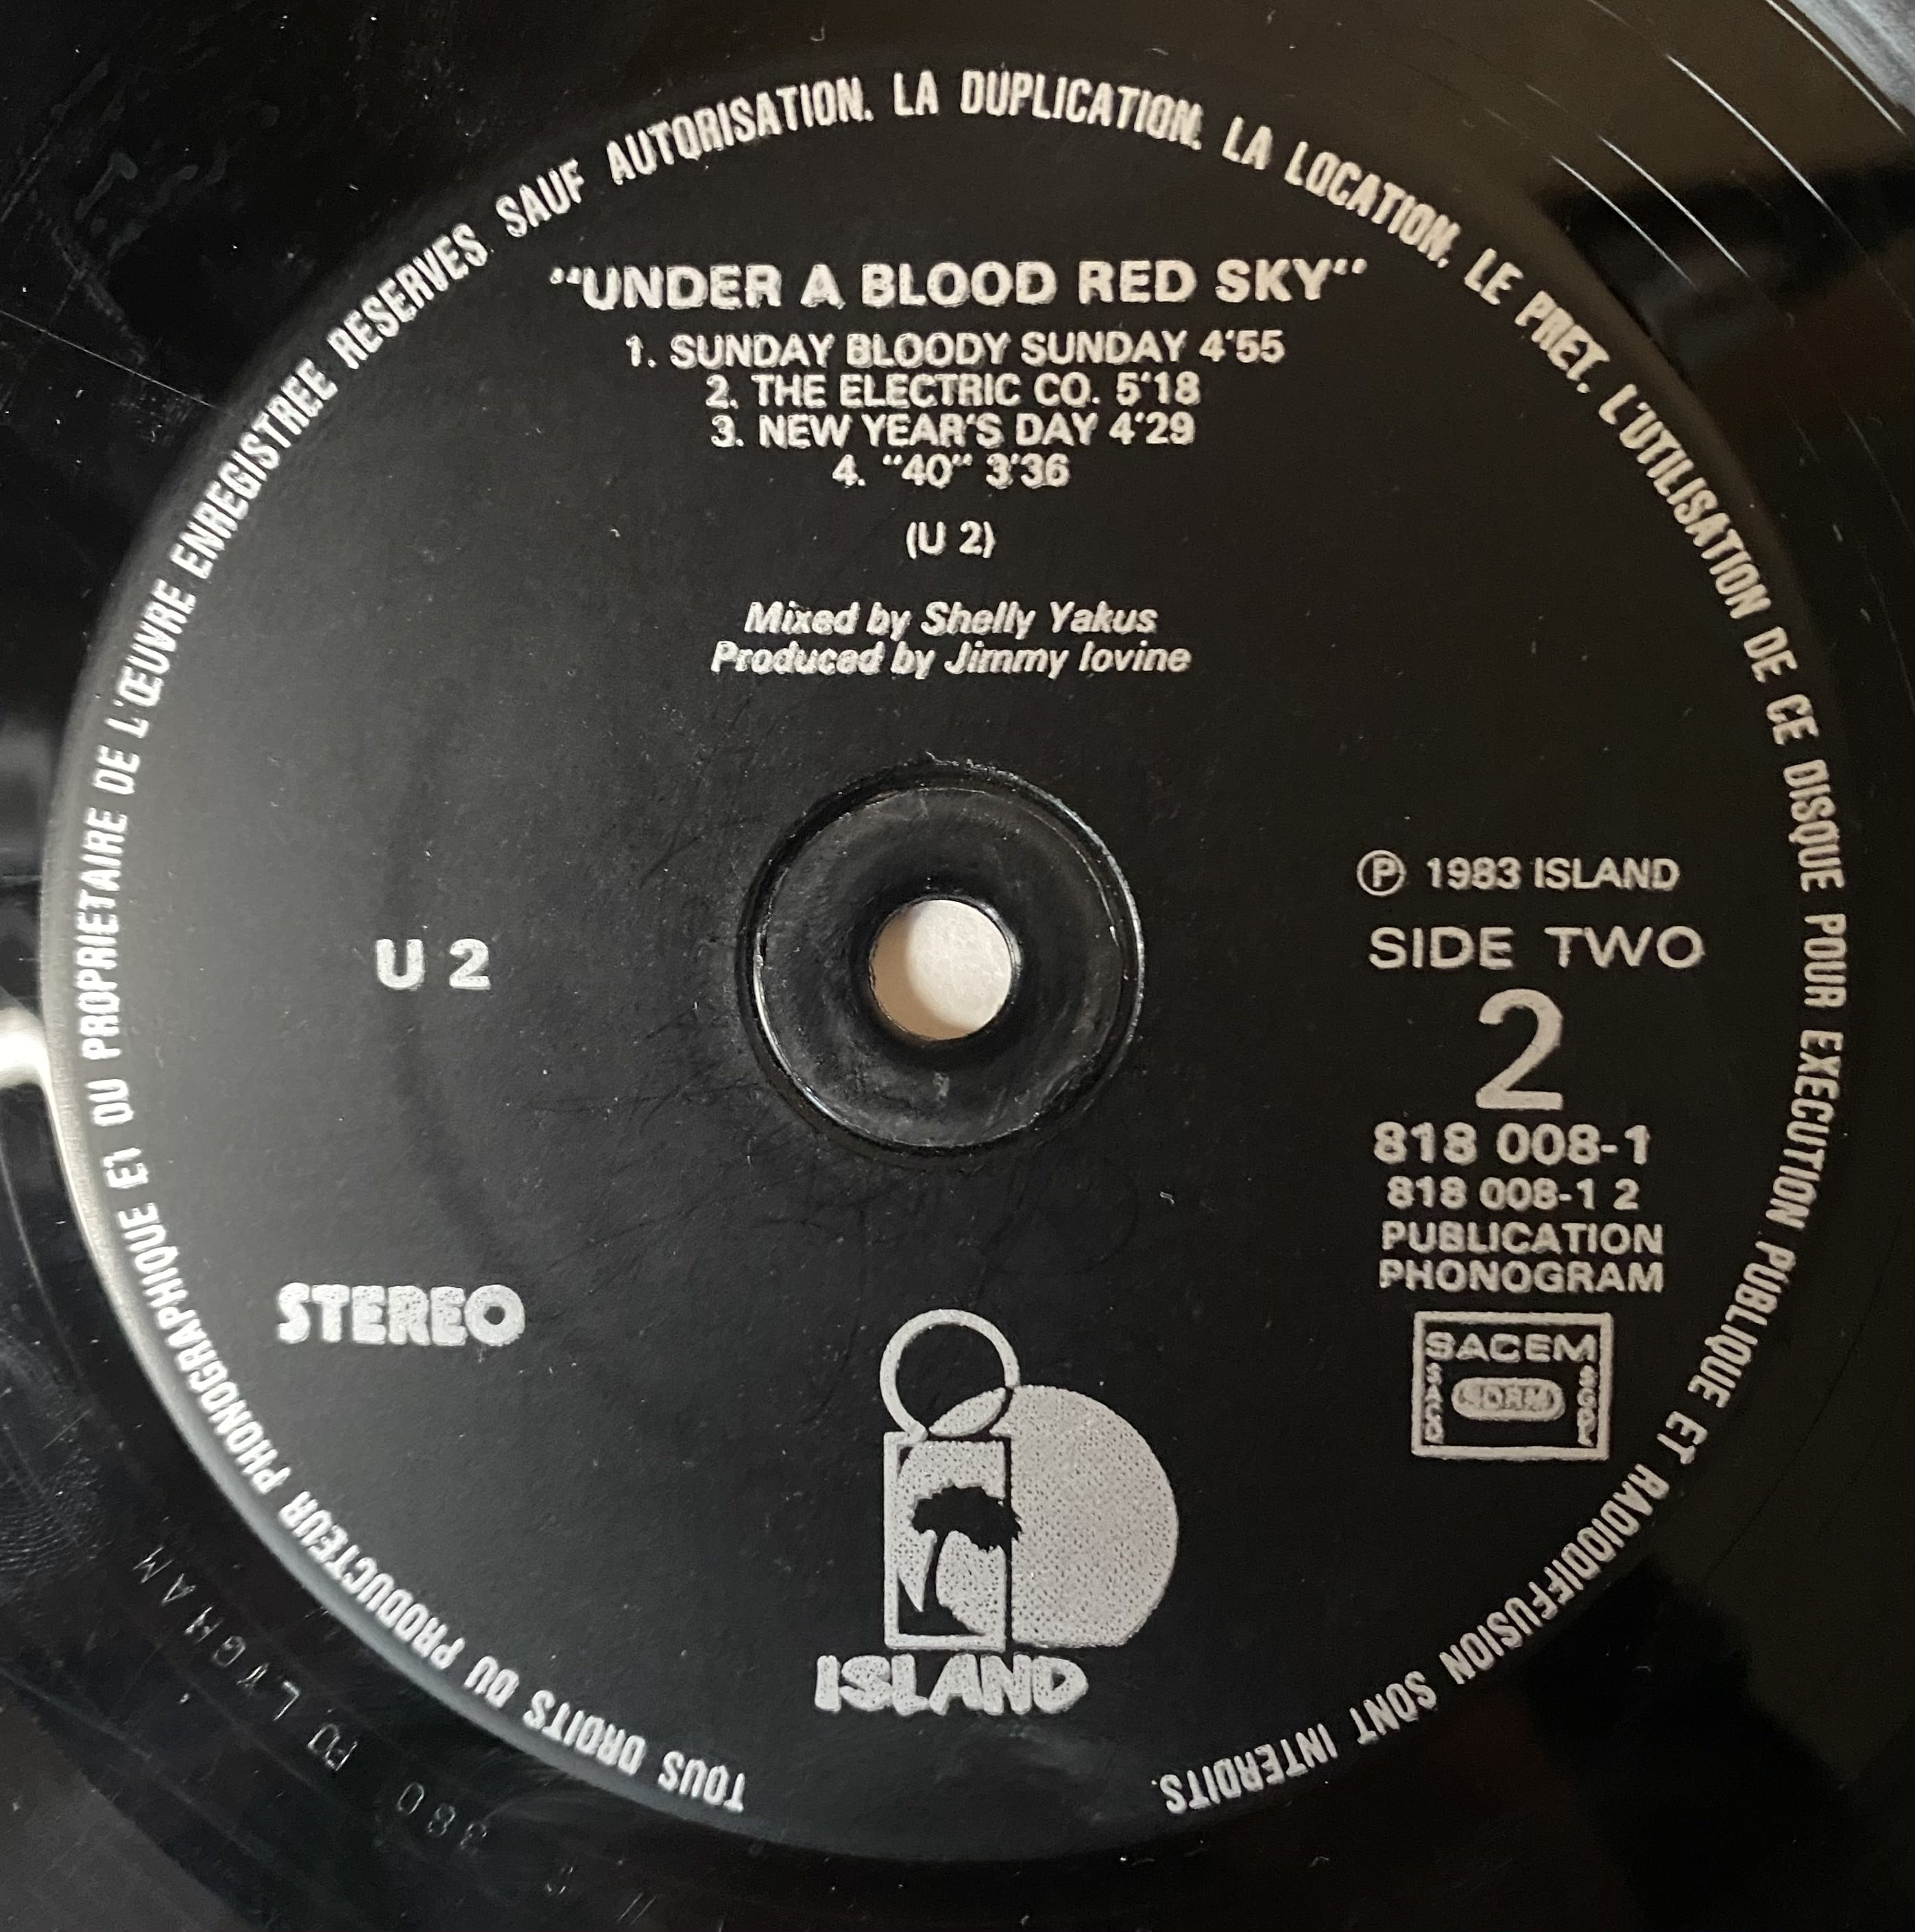 TOUS DROITS DU PRODUCTEUR PHONOGRAPHIQUE ET DU PROPRIETAIRE DE L'ŒUVRE ENREGISTREE RESERVES. SAUF AUTORISATION. LA DUPLICATION. LA LOCATION. LE PRET. L'UTILISATION DE CE DISQUE POUR EXECUTION PUBLIQUE ET RADIODIFFUSION SONT INTERDITS.
“UNDER A BLOOD RED SKY“
1. SUNDAY BLOODY SUNDAY 4'55
2. THE ELECTRIC CO. 5'18
3. NEW YEAR'S DAY 4'29
4. “40“ 3'36
(U 2)
Mixed by Shelly Yakus
Produced by Jimmy Iovine
U 2
STEREO
Ⓟ 1983 ISLAND
SIDE TWO
2
818 008-1
818 008-1 2
PUBLICATION
PHONOGRAM
SACEM
SACD
SDRM
SGDL
ISLAND